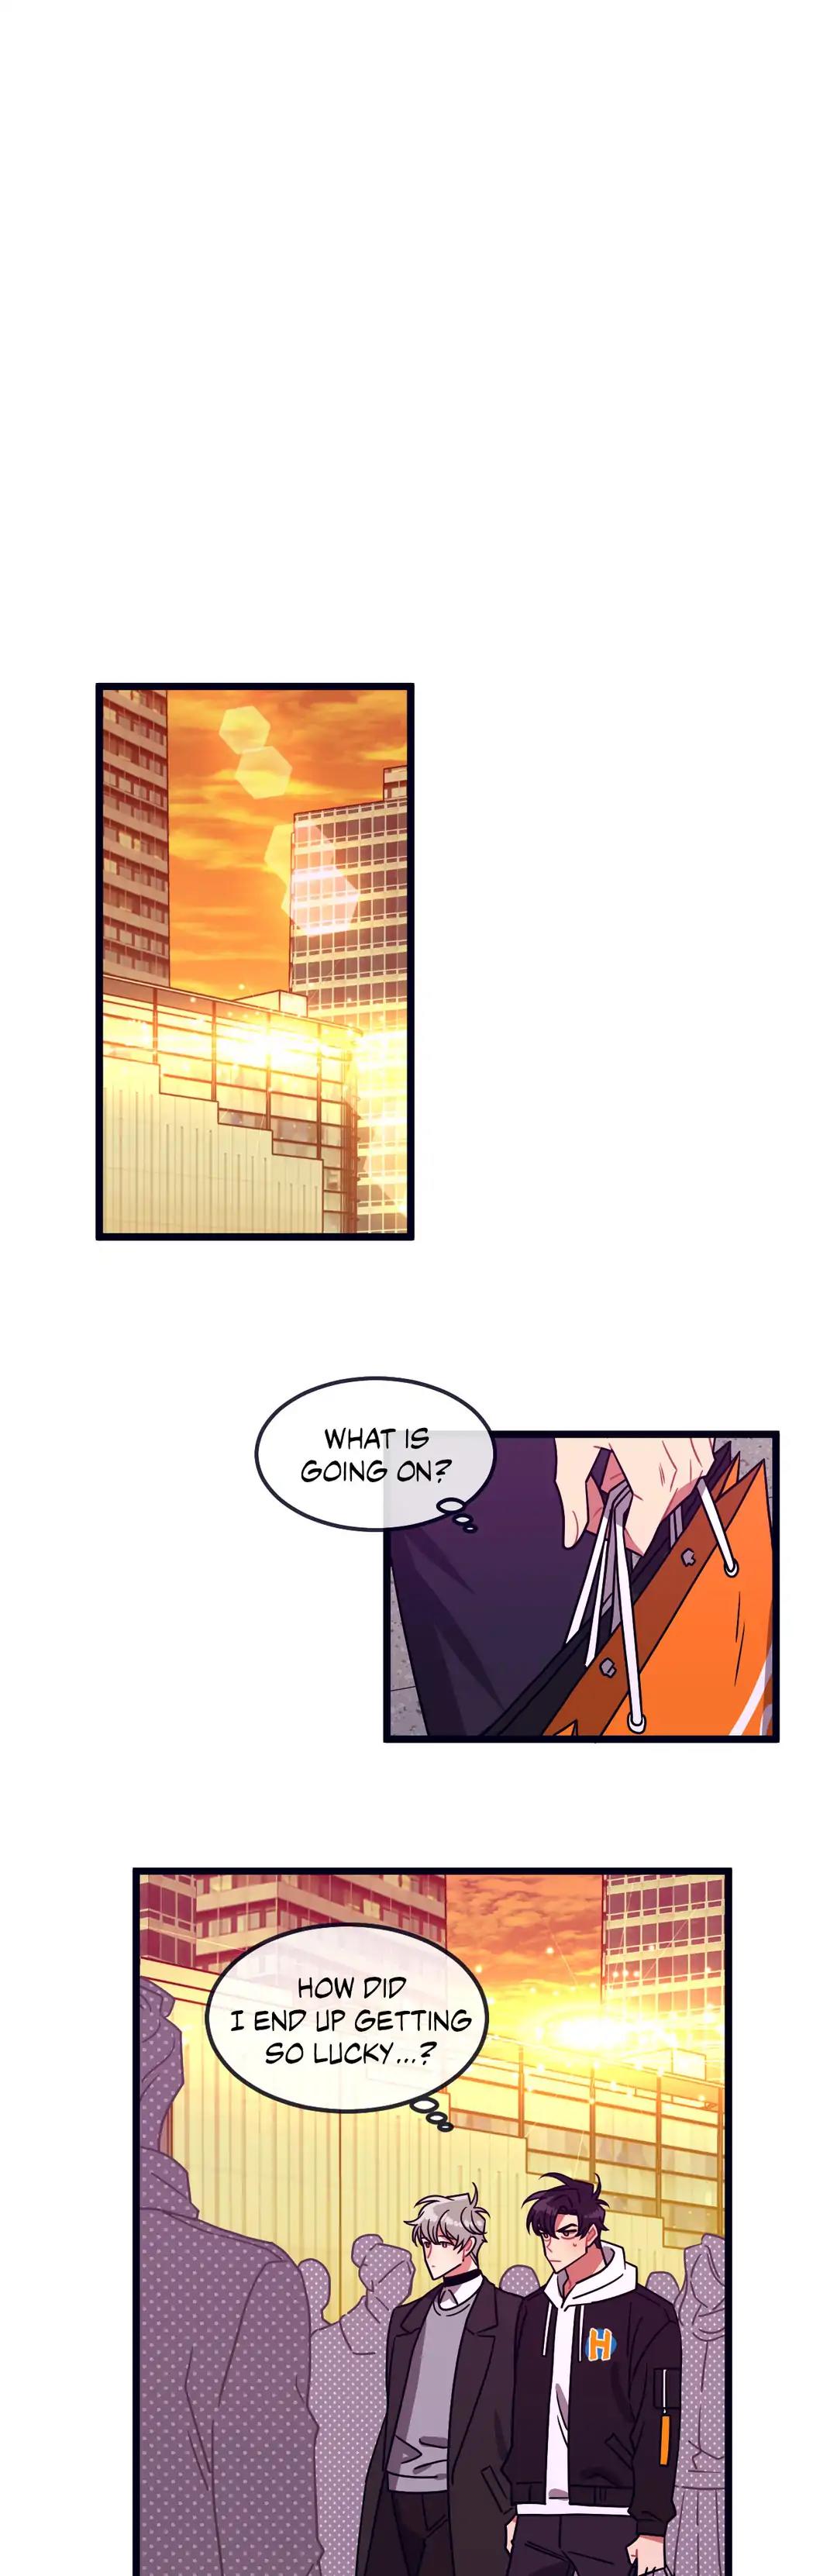 WHAT IS
GOING ON?
HOW DID
I END UP GETTING
SO LUCKY...?
H